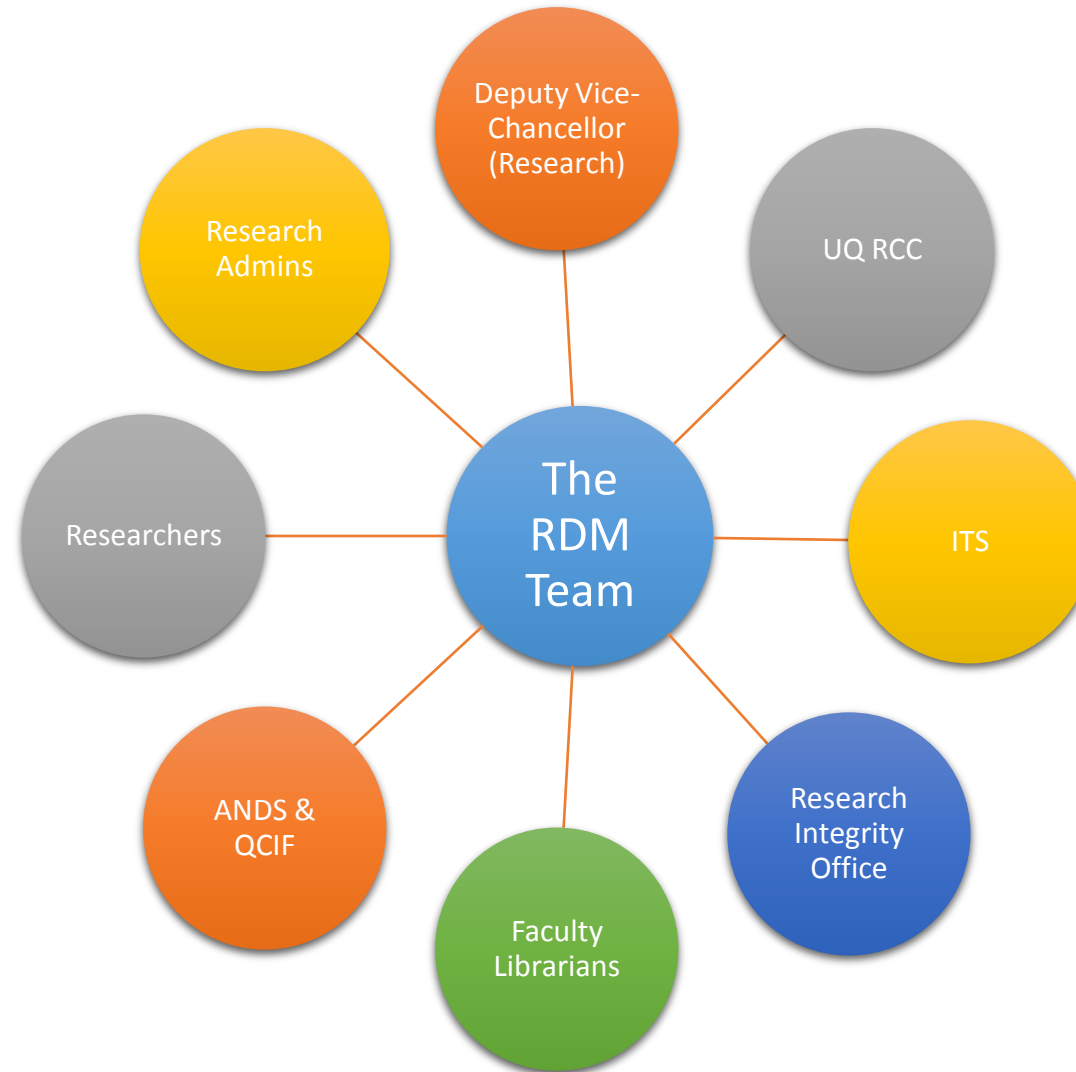 Deputy Vice-
Chancellor
(Research)
UQ RCC
ITS
Research
Integrity
Office
Faculty
Librarians
ANDS &
QCIF
Researchers
Research
Admins
The
RDM
Team